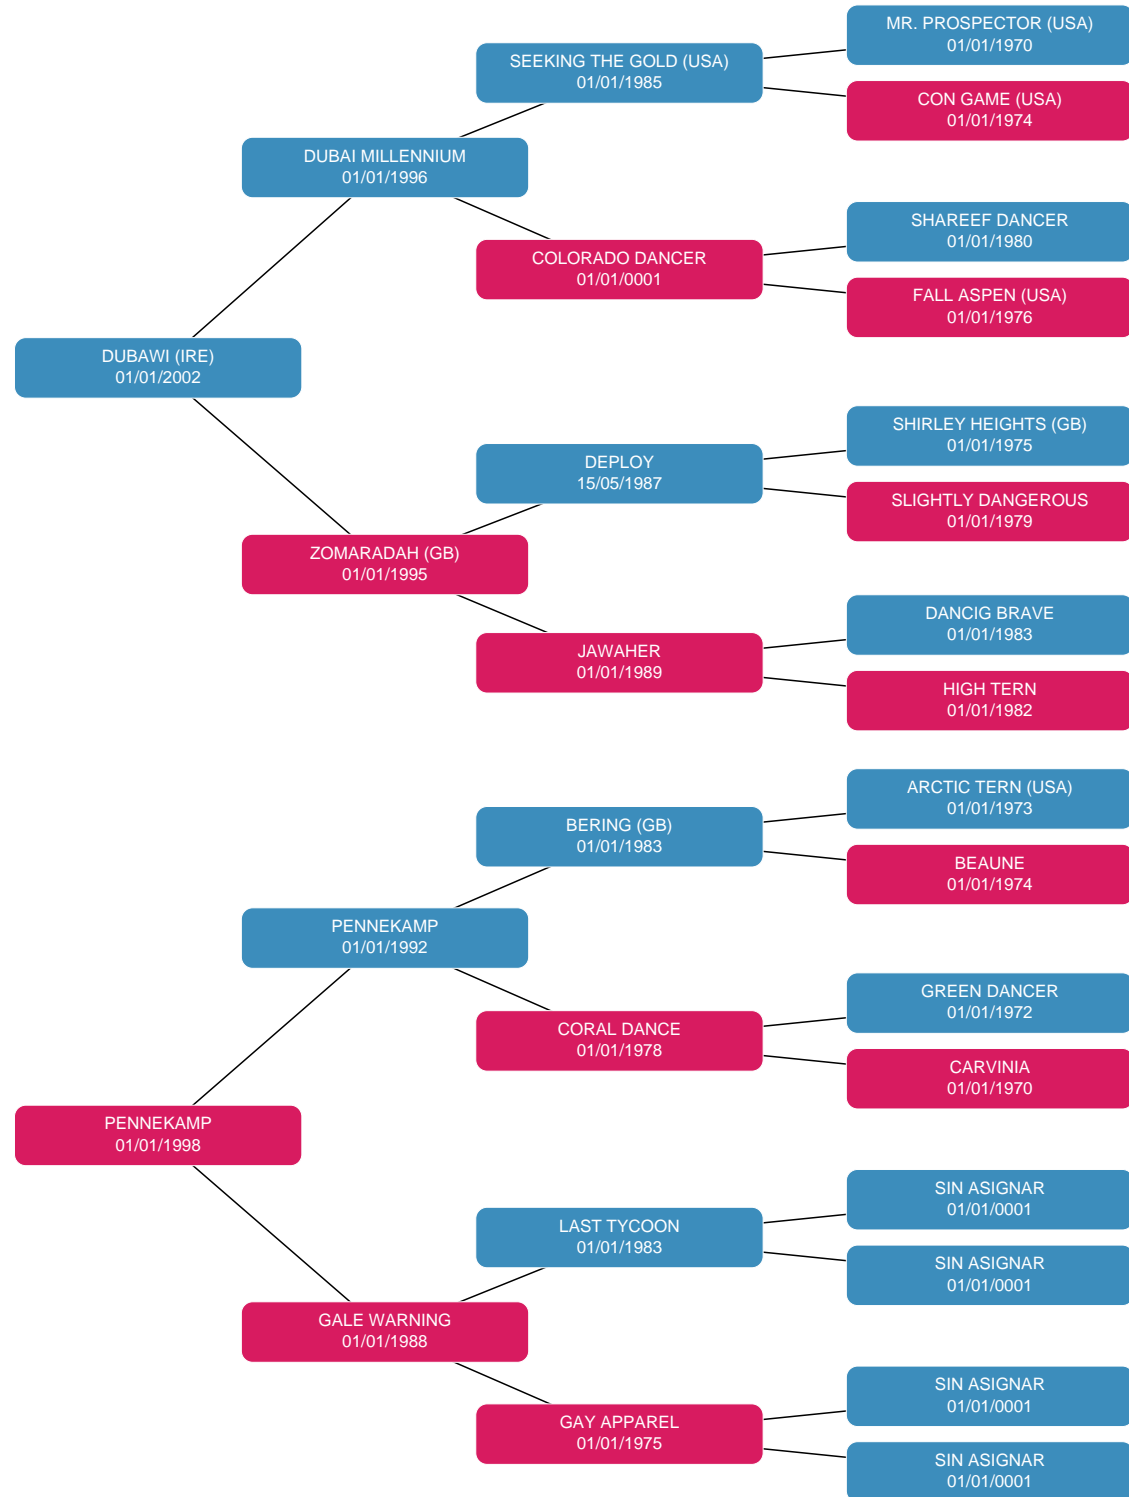 MR. PROSPECTOR (USA)
01/01/1970
SEEKING THE GOLD (USA)
01/01/1985
CON GAME (USA)
01/01/1974
DUBAI MILLENNIUM
01/01/1996
SHAREEF DANCER
01/01/1980
COLORADO DANCER
01/01/0001
FALL ASPEN (USA)
01/01/1976
DUBAWI (IRE)
01/01/2002
SHIRLEY HEIGHTS (GB)
01/01/1975
DEPLOY
15/05/1987
SLIGHTLY DANGEROUS
01/01/1979
ZOMARADAH (GB)
01/01/1995
DANCIG BRAVE
01/01/1983
JAWAHER
01/01/1989
HIGH TERN
01/01/1982
ARCTIC TERN (USA)
01/01/1973
BERING (GB)
01/01/1983
BEAUNE
01/01/1974
PENNEKAMP
01/01/1992
GREEN DANCER
01/01/1972
CORAL DANCE
01/01/1978
CARVINIA
01/01/1970
PENNEKAMP
01/01/1998
SIN ASIGNAR
01/01/0001
LAST TYCOON
01/01/1983
SIN ASIGNAR
01/01/0001
GALE WARNING
01/01/1988
SIN ASIGNAR
01/01/0001
GAY APPAREL
01/01/1975
SIN ASIGNAR
01/01/0001